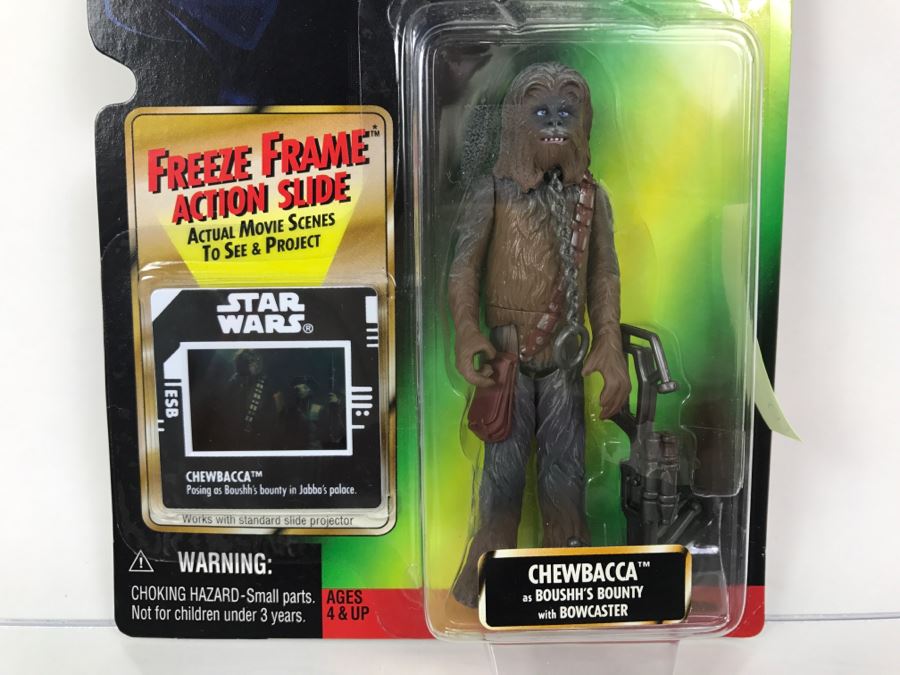 FREEZE FRAME™*
ACTION SLIDE
ACTUAL MOVIE SCENES
TO SEE & PROJECT
STAR
WARS®
ESB
CHEWBACCA™
Posing as Boushh's bounty in Jabba's palace.
Works with standard slide projector
WARNING:
CHOKING HAZARD-Small parts.
Not for children under 3 years.
AGES
4 & UP
CHEWBACCA™
as BOUSHH'S BOUNTY
with BOWCASTER